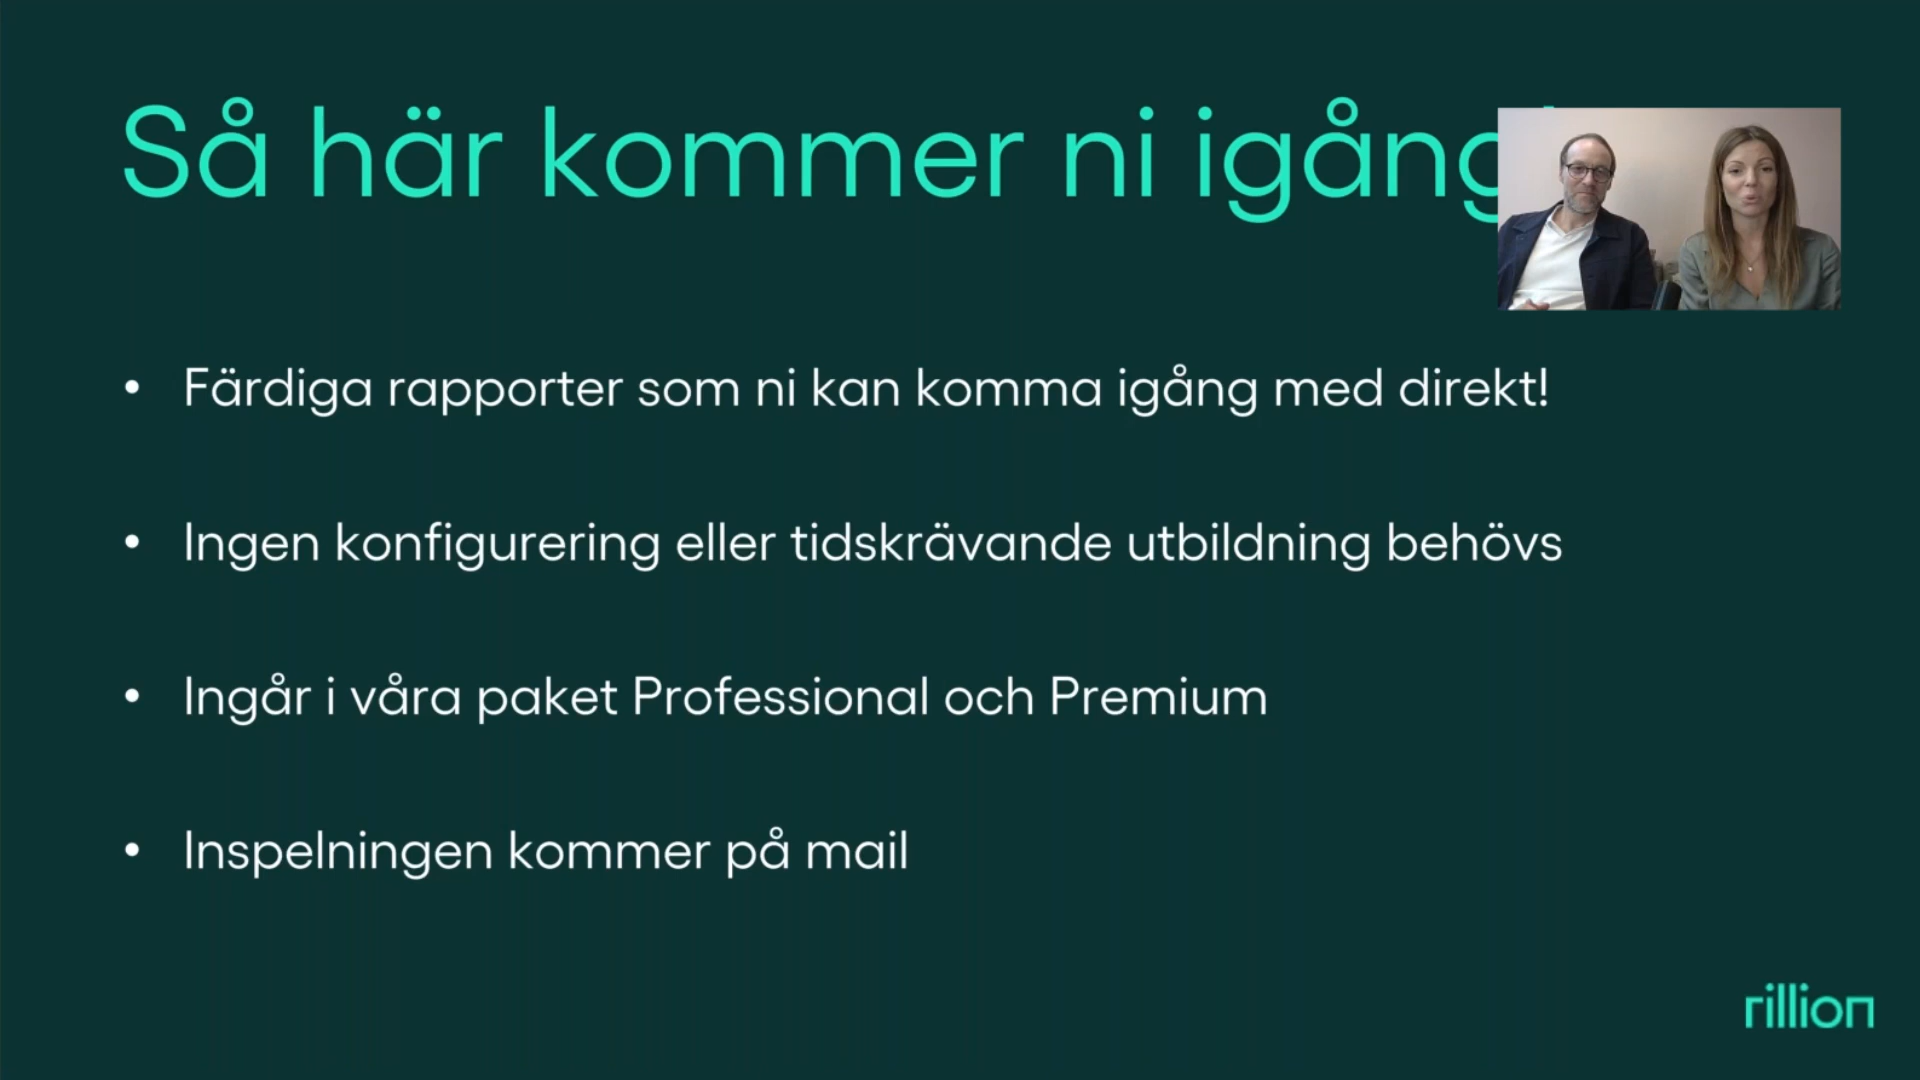 Så här kommer ni igång
• Färdiga rapporter som ni kan komma igång med direkt!
• Ingen konfigurering eller tidskrävande utbildning behövs
• Ingår i våra paket Professional och Premium
• Inspelningen kommer på mail
rillion